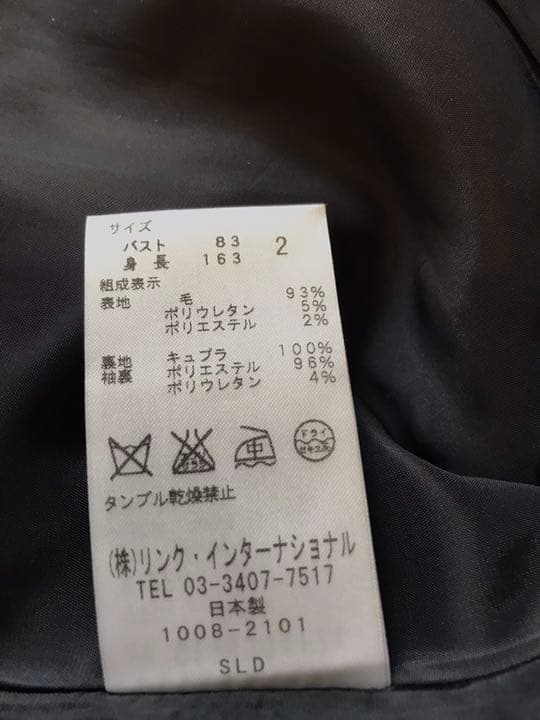 サイズ
バスト 83 2
身長 163
組成表示
表地 毛 93%
ポリウレタン 5%
ポリエステル 2%
裏地 キュプラ 100%
袖裏 ポリエステル 96%
ポリウレタン 4%
中 ドライ
タンブル乾燥禁止
(株)リンク・インターナショナル
TEL 03-3407-7517
日本製
1008-2101
SLD